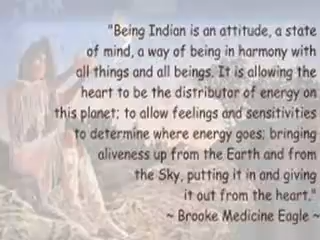 "Being Indian is an attitude, a state
of mind, a way of being in harmony with
all things and all beings. It is allowing the
heart to be the distributor of energy on
this planet; to allow feelings and sensitivities
to determine where energy goes; bringing
aliveness up from the Earth and from
the Sky, putting it in and giving
it out from the heart."
~ Brooke Medicine Eagle ~